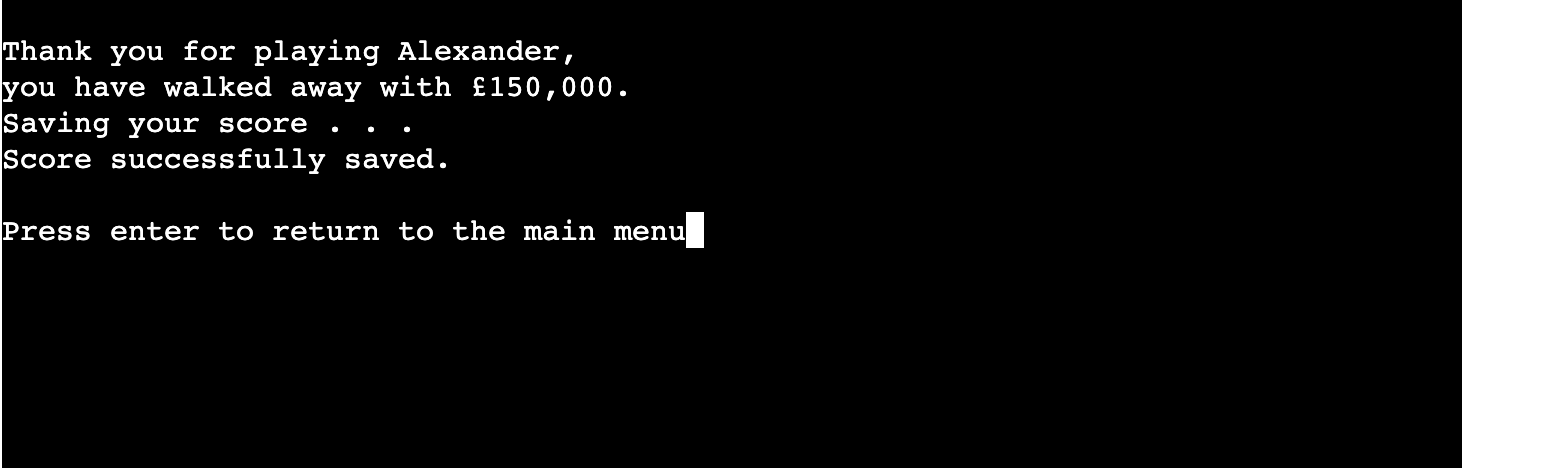 Thank you for playing Alexander,
you have walked away with £150,000.
Saving your score . . .
Score successfully saved.
Press enter to return to the main menu